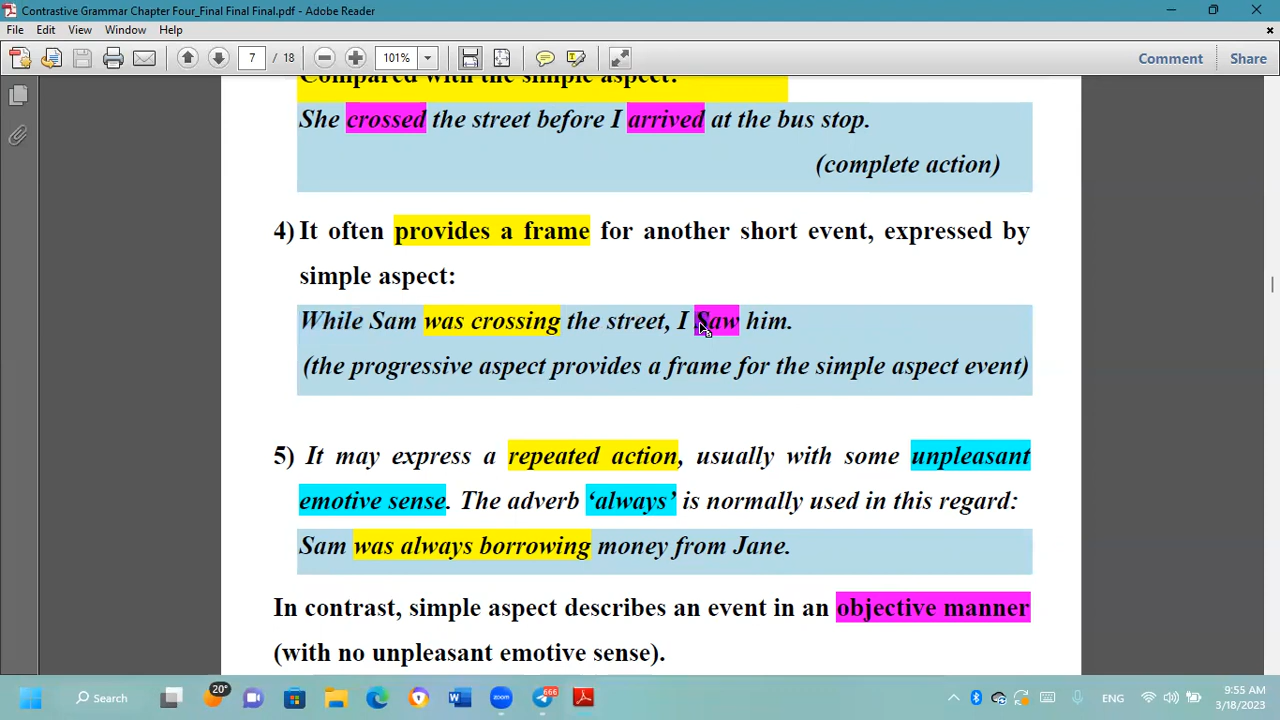 Contrastive Grammar Chapter Four_Final Final Final.pdf - Adobe Reader
File Edit View Window Help
7 / 18 101% Comment Share
Compared with the simple aspect:
She crossed the street before I arrived at the bus stop.
(complete action)
4) It often provides a frame for another short event, expressed by
simple aspect:
While Sam was crossing the street, I Saw him.
(the progressive aspect provides a frame for the simple aspect event)
5) It may express a repeated action, usually with some unpleasant
emotive sense. The adverb ‘always’ is normally used in this regard:
Sam was always borrowing money from Jane.
In contrast, simple aspect describes an event in an objective manner
(with no unpleasant emotive sense).
Search 20° zoom 666 ENG 9:55 AM
3/18/2023